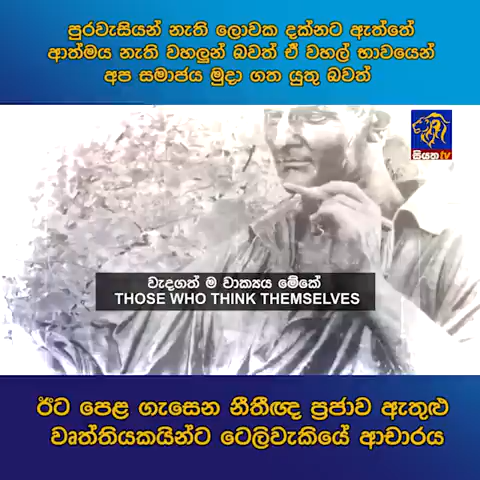 පුරවැසියන් නැති ලොවක දක්නට ඇත්තේ
ආත්මය නැති වහලුන් බවත් ඒ වහල් භාවයෙන්
අප සමාජය මුදා ගත යුතු බවත්
සියත tv
වැදගත් ම වාක්‍යය මේකේ
THOSE WHO THINK THEMSELVES
ඊට පෙළ ගැසෙන නීතීඥ ප්‍රජාව ඇතුළු
වෘත්තියකයින්ට ටෙලිවැකියේ ආචාරය